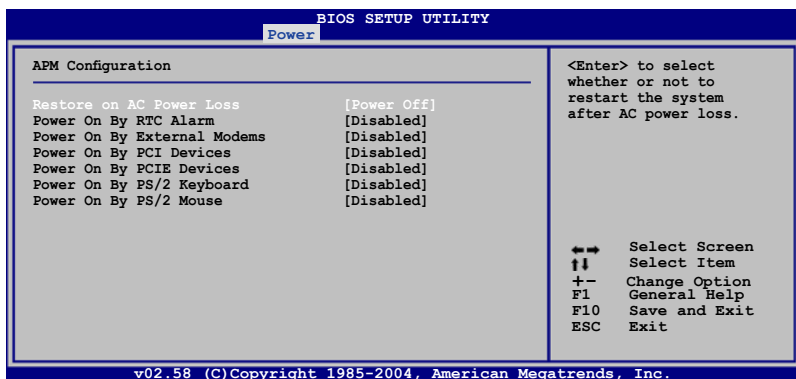 BIOS SETUP UTILITY
Power
APM Configuration
Restore on AC Power Loss [Power Off]
Power On By RTC Alarm [Disabled]
Power On By External Modems [Disabled]
Power On By PCI Devices [Disabled]
Power On By PCIE Devices [Disabled]
Power On By PS/2 Keyboard [Disabled]
Power On By PS/2 Mouse [Disabled]
<Enter> to select
whether or not to
restart the system
after AC power loss.
←→ Select Screen
↑↓ Select Item
+- Change Option
F1 General Help
F10 Save and Exit
ESC Exit
v02.58 (C)Copyright 1985-2004, American Megatrends, Inc.